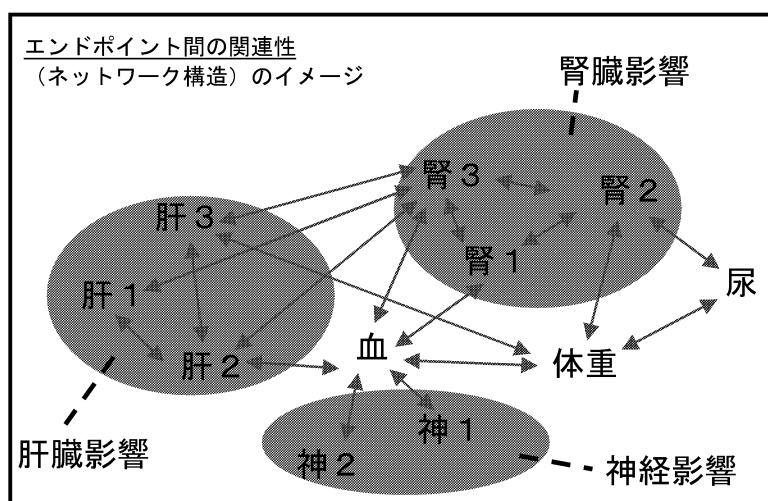 エンドポイント間の関連性
（ネットワーク構造）のイメージ
腎臓影響
腎３
腎２
肝３
腎１
尿
肝１
血
体重
肝２
神１
肝臓影響
神２
神経影響